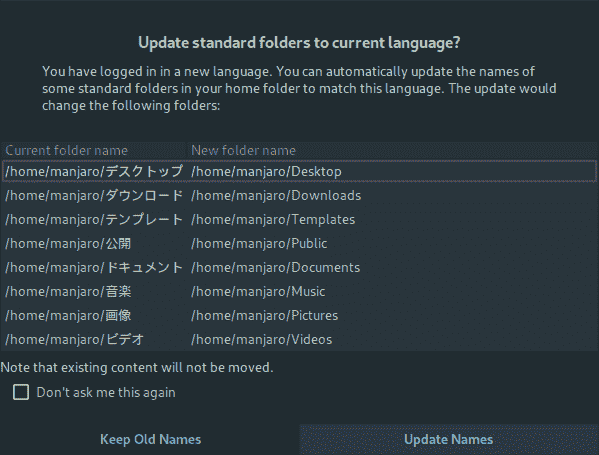 Update standard folders to current language?
You have logged in in a new language. You can automatically update the names of
some standard folders in your home folder to match this language. The update would
change the following folders:
Current folder name New folder name
/home/manjaro/デスクトップ /home/manjaro/Desktop
/home/manjaro/ダウンロード /home/manjaro/Downloads
/home/manjaro/テンプレート /home/manjaro/Templates
/home/manjaro/公開 /home/manjaro/Public
/home/manjaro/ドキュメント /home/manjaro/Documents
/home/manjaro/音楽 /home/manjaro/Music
/home/manjaro/画像 /home/manjaro/Pictures
/home/manjaro/ビデオ /home/manjaro/Videos
Note that existing content will not be moved.
Don't ask me this again
Keep Old Names Update Names